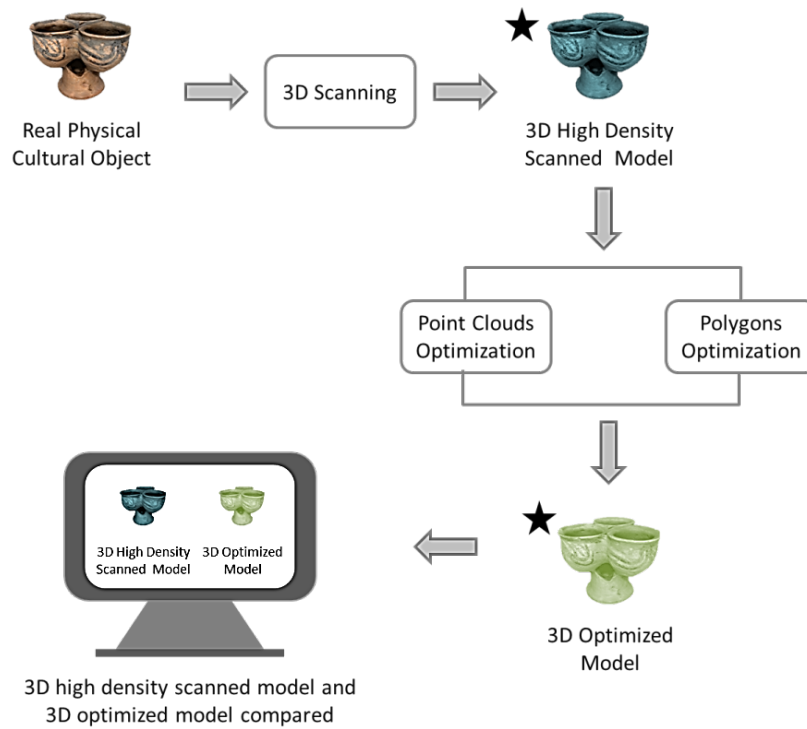 Real Physical
Cultural Object
3D Scanning
3D High Density
Scanned Model
Point Clouds
Optimization
Polygons
Optimization
3D High Density
Scanned Model
3D Optimized
Model
3D Optimized
Model
3D high density scanned model and
3D optimized model compared